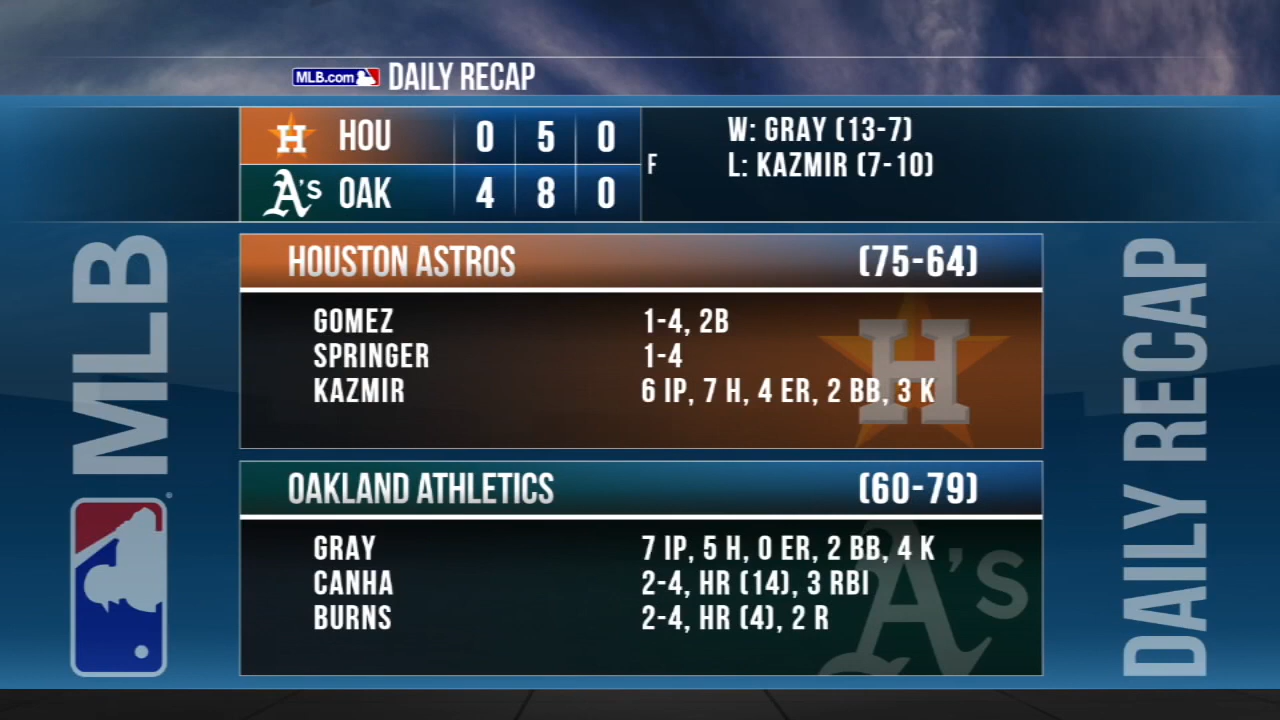 MLB.com DAILY RECAP
HOU 0 5 0
OAK 4 8 0
F
W: GRAY (13-7)
L: KAZMIR (7-10)
HOUSTON ASTROS (75-64)
GOMEZ 1-4, 2B
SPRINGER 1-4
KAZMIR 6 IP, 7 H, 4 ER, 2 BB, 3 K
OAKLAND ATHLETICS (60-79)
GRAY 7 IP, 5 H, 0 ER, 2 BB, 4 K
CANHA 2-4, HR (14), 3 RBI
BURNS 2-4, HR (4), 2 R
MLB
DAILY RECAP
H
A's
H
A's